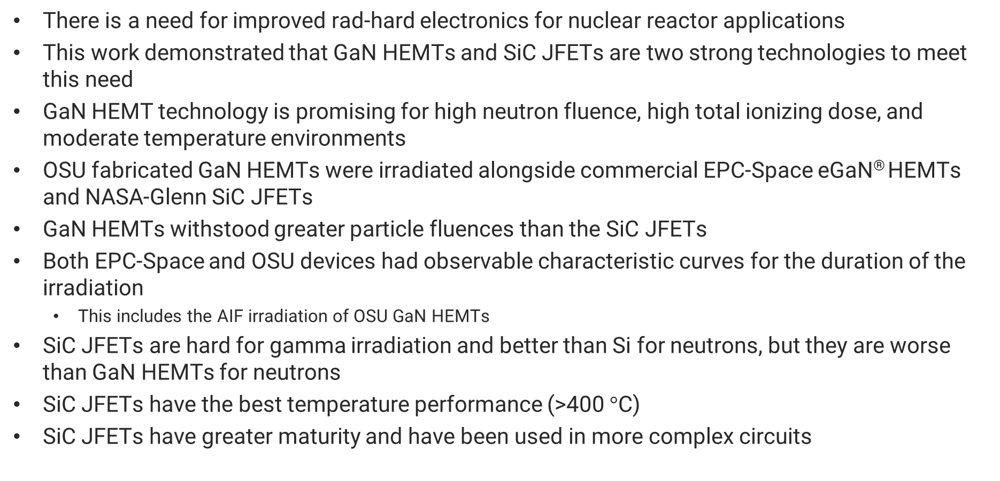 • There is a need for improved rad-hard electronics for nuclear reactor applications
• This work demonstrated that GaN HEMTs and SiC JFETs are two strong technologies to meet
this need
• GaN HEMT technology is promising for high neutron fluence, high total ionizing dose, and
moderate temperature environments
• OSU fabricated GaN HEMTs were irradiated alongside commercial EPC-Space eGaN® HEMTs
and NASA-Glenn SiC JFETs
• GaN HEMTs withstood greater particle fluences than the SiC JFETs
• Both EPC-Space and OSU devices had observable characteristic curves for the duration of the
irradiation
• This includes the AIF irradiation of OSU GaN HEMTs
• SiC JFETs are hard for gamma irradiation and better than Si for neutrons, but they are worse
than GaN HEMTs for neutrons
• SiC JFETs have the best temperature performance (>400 °C)
• SiC JFETs have greater maturity and have been used in more complex circuits